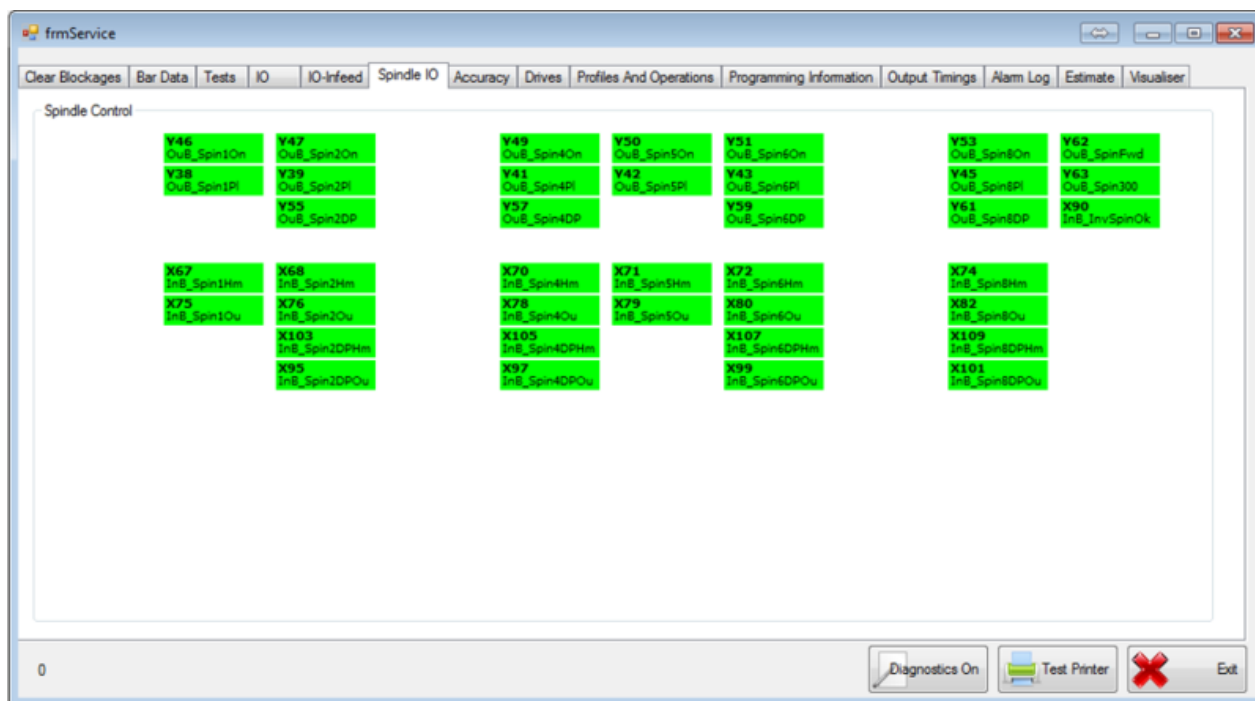 frmService
Clear Blockages Bar Data Tests IO IO-Infeed Spindle IO Accuracy Drives Profiles And Operations Programming Information Output Timings Alarm Log Estimate Visualiser
Spindle Control
Y46 Y47 Y49 Y50 Y51 Y53 Y62
OuB_Spin1On OuB_Spin2On OuB_Spin4On OuB_Spin5On OuB_Spin6On OuB_Spin8On OuB_SpinFwd
Y38 Y39 Y41 Y42 Y43 Y45 Y63
OuB_Spin1Pl OuB_Spin2Pl OuB_Spin4Pl OuB_Spin5Pl OuB_Spin6Pl OuB_Spin8Pl OuB_Spin300
Y55 Y57 Y59 Y61 X90
OuB_Spin2DP OuB_Spin4DP OuB_Spin6DP OuB_Spin8DP InB_InvSpinOk
X67 X68 X70 X71 X72 X74
InB_Spin1Hm InB_Spin2Hm InB_Spin4Hm InB_Spin5Hm InB_Spin6Hm InB_Spin8Hm
X75 X76 X78 X79 X80 X82
InB_Spin1Ou InB_Spin2Ou InB_Spin4Ou InB_Spin5Ou InB_Spin6Ou InB_Spin8Ou
X103 X105 X107 X109
InB_Spin2DPHm InB_Spin4DPHm InB_Spin6DPHm InB_Spin8DPHm
X95 X97 X99 X101
InB_Spin2DPOu InB_Spin4DPOu InB_Spin6DPOu InB_Spin8DPOu
0 Diagnostics On Test Printer Exit